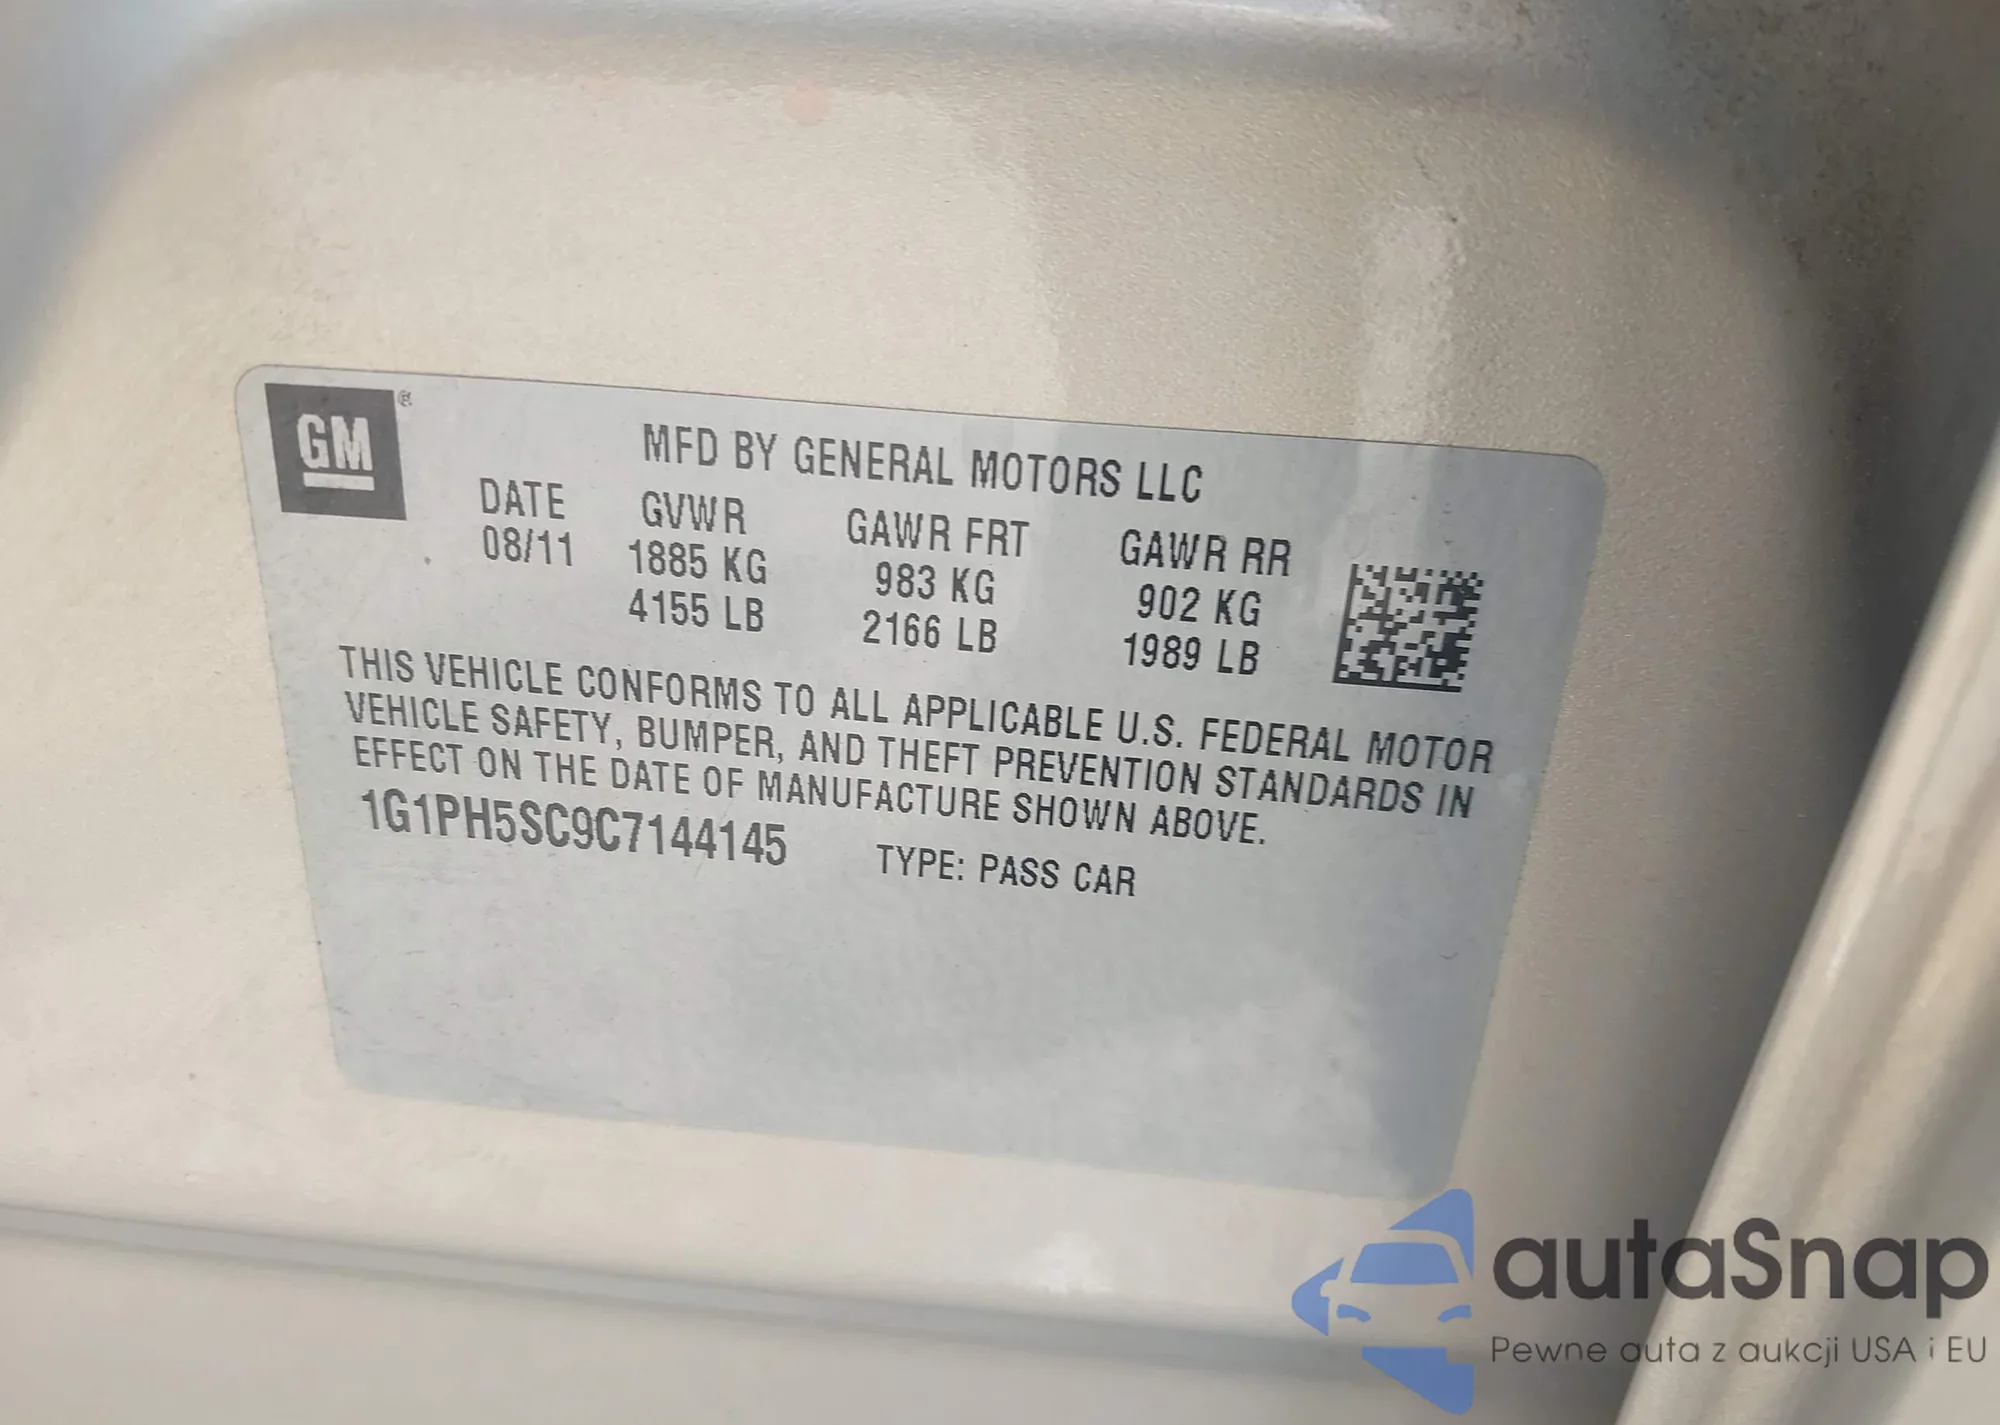 GM®
MFD BY GENERAL MOTORS LLC
DATE GVWR GAWR FRT GAWR RR
08/11 1885 KG 983 KG 902 KG
4155 LB 2166 LB 1989 LB
THIS VEHICLE CONFORMS TO ALL APPLICABLE U.S. FEDERAL MOTOR
VEHICLE SAFETY, BUMPER, AND THEFT PREVENTION STANDARDS IN
EFFECT ON THE DATE OF MANUFACTURE SHOWN ABOVE.
1G1PH5SC9C7144145 TYPE: PASS CAR
autaSnap
Pewne auta z aukcji USA i EU